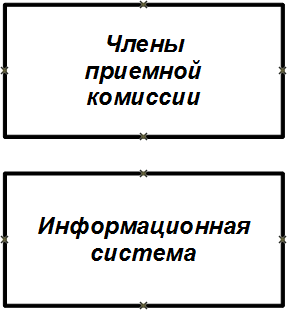 Члены
приемной
комиссии
Информационная
система